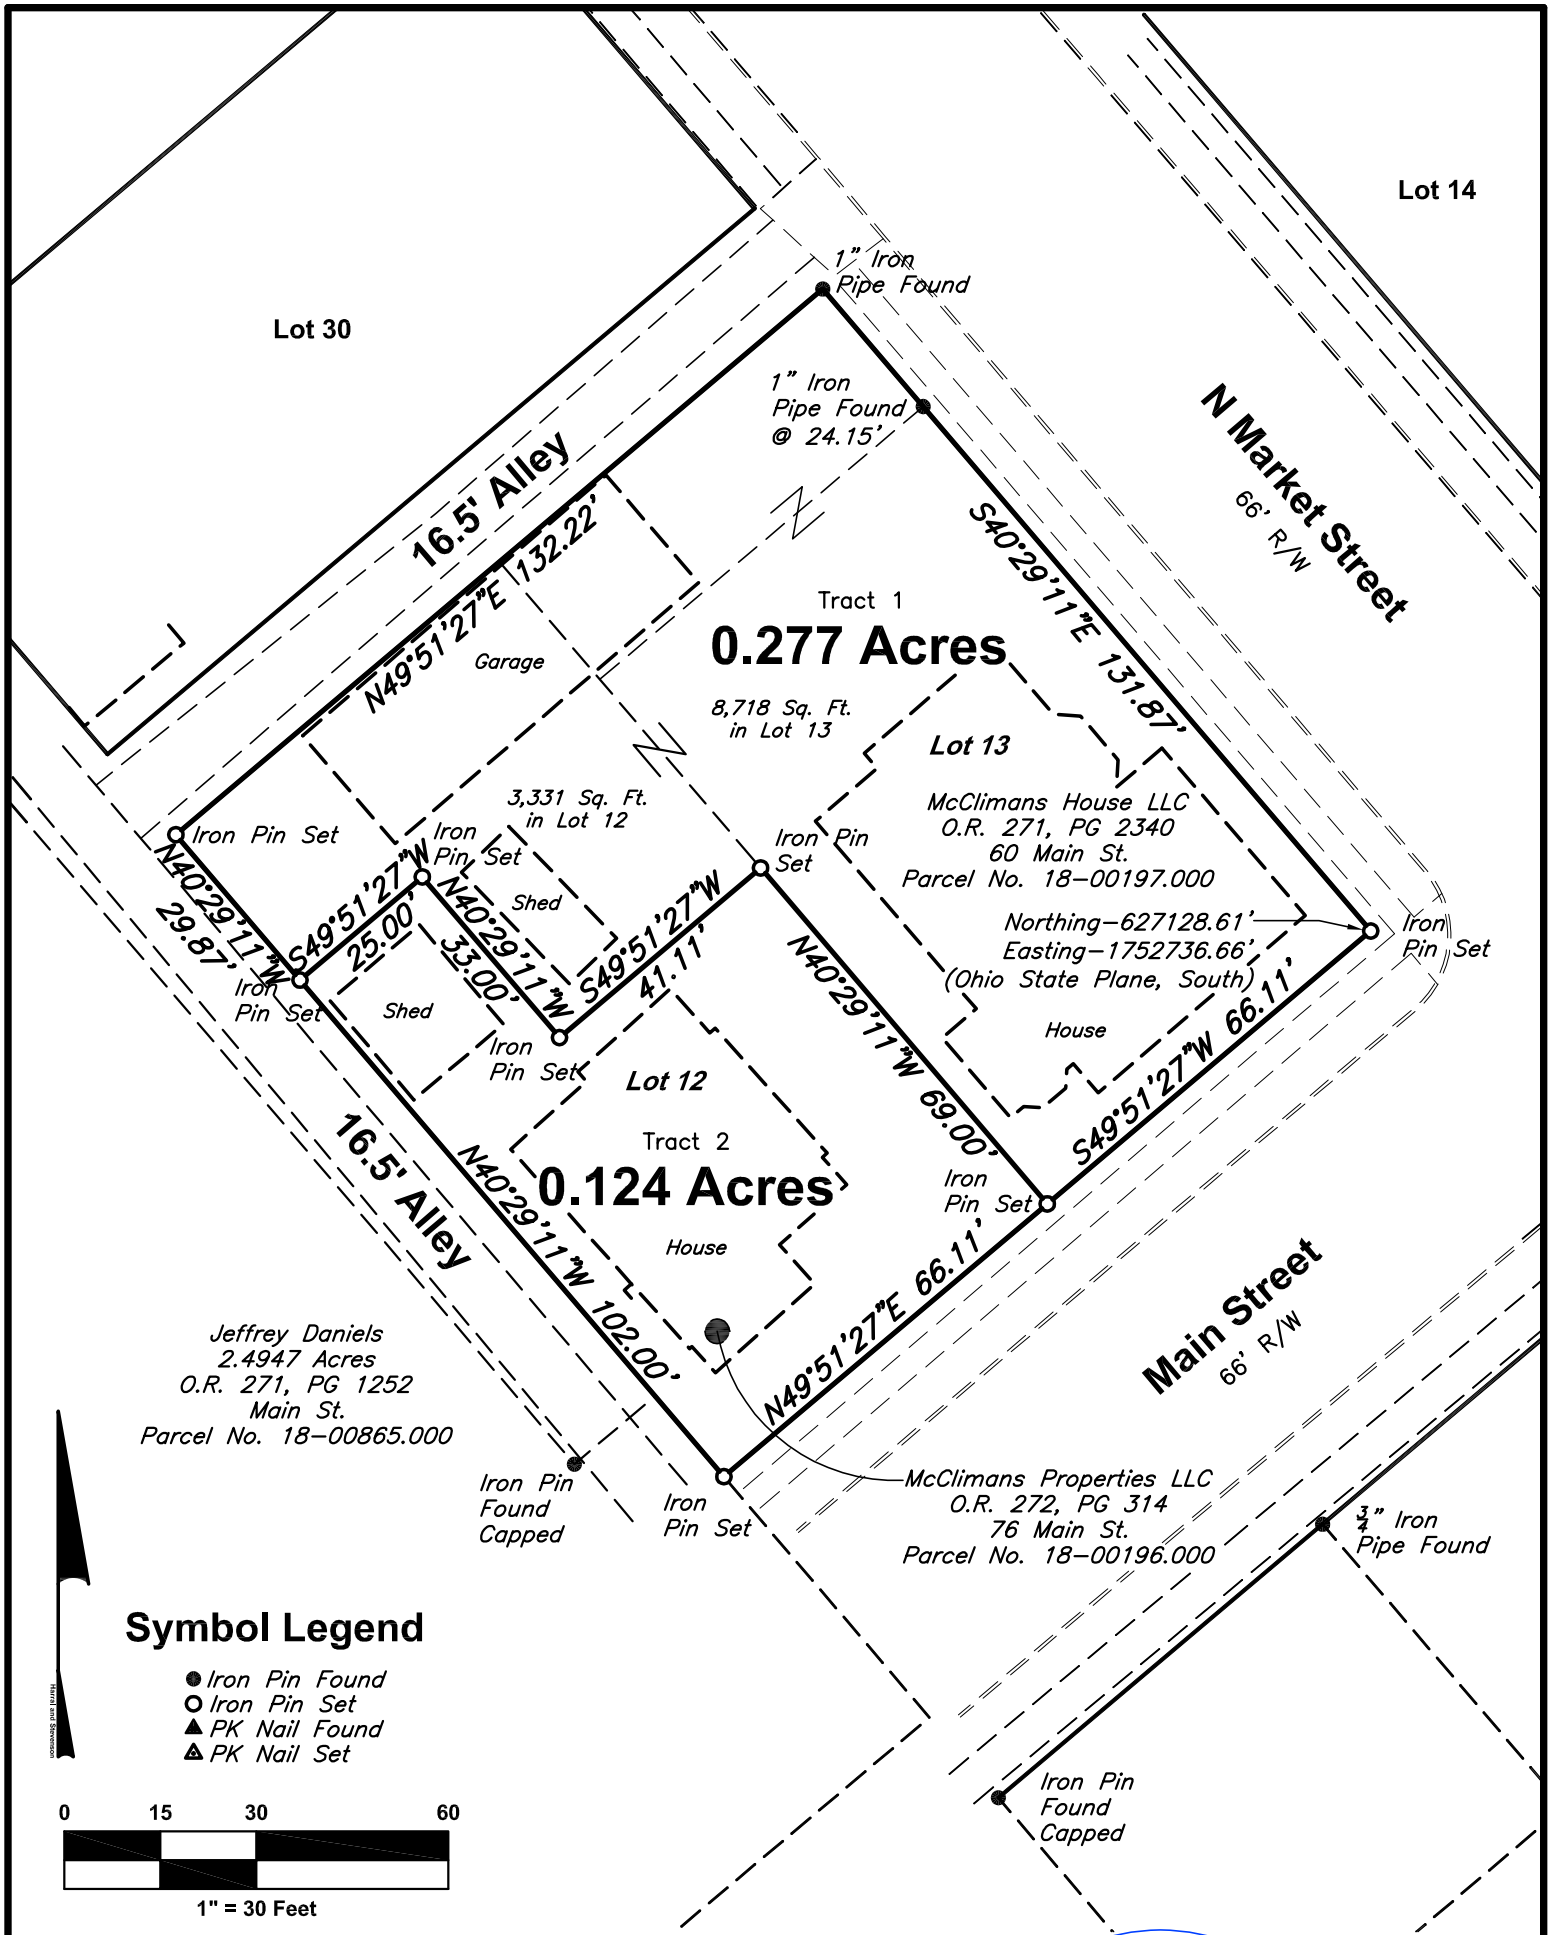 Lot 14
1” Iron
Pipe Found
Lot 30
1” Iron
Pipe Found
@ 24.15’
N Market Street
66’ R/W
16.5' Alley
N49°51’27”E 132.22’
S40°29’11”E 131.87’
Tract 1
0.277 Acres
Garage
8,718 Sq. Ft.
in Lot 13
Lot 13
3,331 Sq. Ft.
in Lot 12
McClimans House LLC
O.R. 271, PG 2340
60 Main St.
Parcel No. 18-00197.000
Iron Pin Set
Iron
Pin Set
Iron Pin
Set
N40°29’11”W
29.87’
S49°51’27”W
25.00’
N40°29’11”W
33.00’
Shed
S49°51’27”W
41.11’
Northing-627128.61’
Easting-1752736.66’
(Ohio State Plane, South)
Iron
Pin Set
Iron
Pin Set
Shed
N40°29’11”W 69.00’
House
S49°51’27”W 66.11’
Iron
Pin Set
Lot 12
Tract 2
0.124 Acres
16.5' Alley
N40°29’11”W 102.00’
Iron
Pin Set
House
N49°51’27”E 66.11’
Main Street
66’ R/W
Jeffrey Daniels
2.4947 Acres
O.R. 271, PG 1252
Main St.
Parcel No. 18-00865.000
Iron Pin
Found
Capped
Iron
Pin Set
McClimans Properties LLC
O.R. 272, PG 314
76 Main St.
Parcel No. 18-00196.000
3/4” Iron
Pipe Found
Symbol Legend
Iron Pin Found
Iron Pin Set
PK Nail Found
PK Nail Set
Harral and Stevenson
Iron Pin
Found
Capped
0 15 30 60
1" = 30 Feet